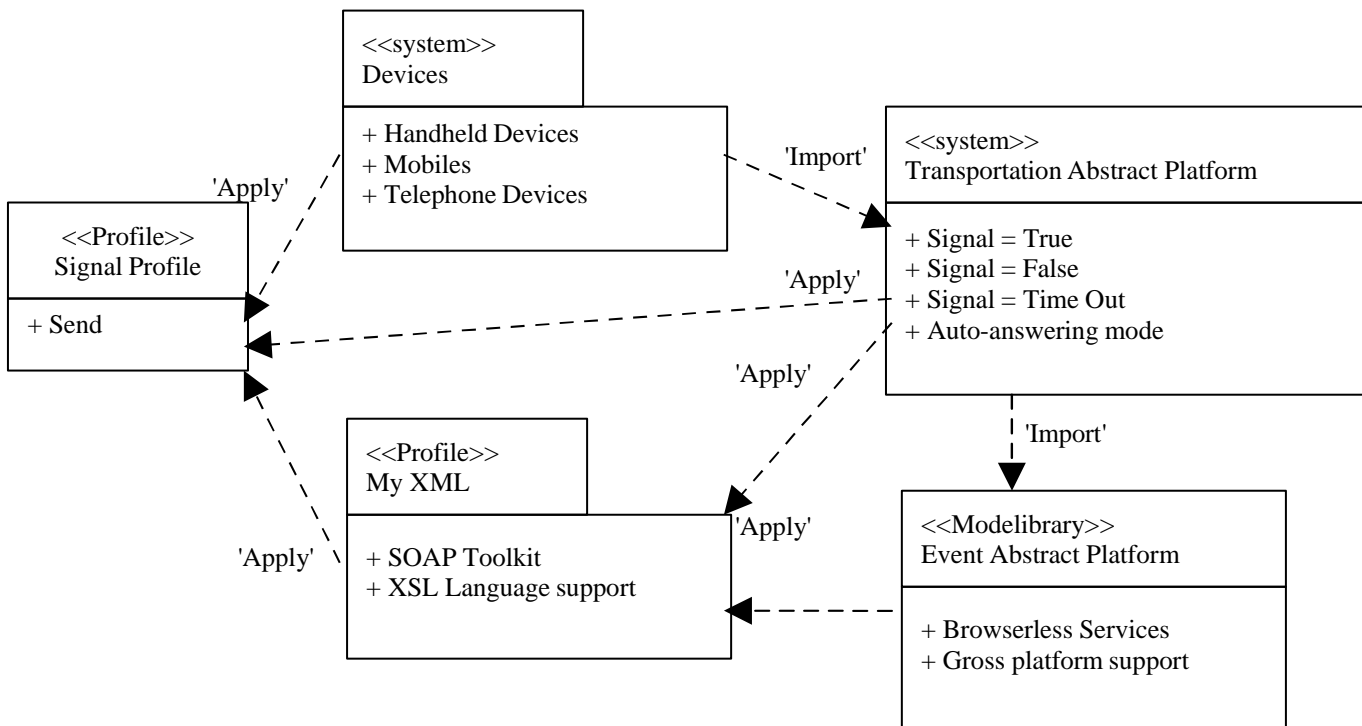 <<system>>
Devices
+ Handheld Devices
+ Mobiles
+ Telephone Devices
'Import'
<<system>>
Transportation Abstract Platform
+ Signal = True
+ Signal = False
+ Signal = Time Out
+ Auto-answering mode
'Apply'
<<Profile>>
Signal Profile
+ Send
'Apply'
'Apply'
'Import'
<<Profile>>
My XML
+ SOAP Toolkit
+ XSL Language support
'Apply'
'Apply'
<<Modelibrary>>
Event Abstract Platform
+ Browserless Services
+ Gross platform support